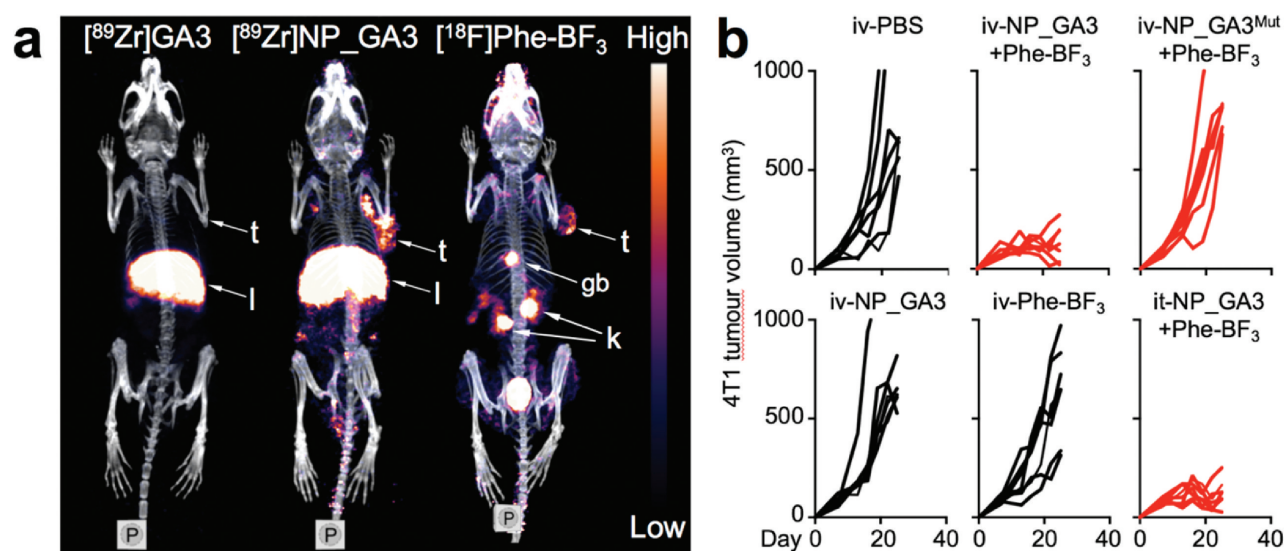 a
[⁸⁹Zr]GA3 [⁸⁹Zr]NP_GA3 [¹⁸F]Phe-BF₃ High
t
t
t
l
l
gb
k
P
P
P
Low
b
iv-PBS
iv-NP_GA3
+Phe-BF₃
iv-NP_GA3ᴹᵘᵗ
+Phe-BF₃
4T1 tumour volume (mm³)
1000
500
0
iv-NP_GA3
iv-Phe-BF₃
it-NP_GA3
+Phe-BF₃
1000
500
0
Day 0 20 40 0 20 40 0 20 40